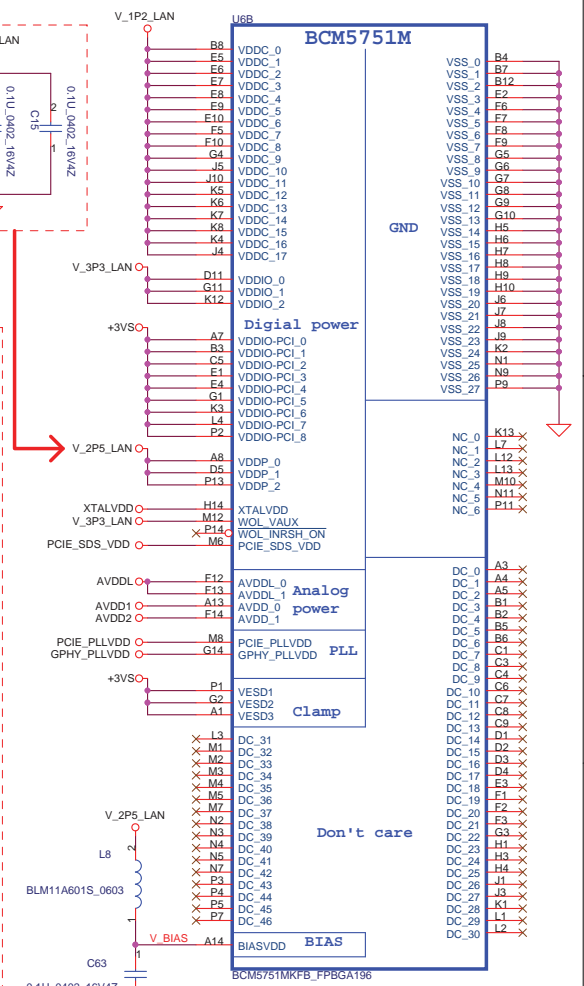 LAN
0.1U_0402_16V4Z
C15
2
1
0.1U_0402_16V4Z
V_1P2_LAN
U6B
BCM5751M
B8 VDDC_0
E5 VDDC_1
E6 VDDC_2
E7 VDDC_3
E8 VDDC_4
E9 VDDC_5
E10 VDDC_6
F5 VDDC_7
F10 VDDC_8
G4 VDDC_9
J5 VDDC_10
J10 VDDC_11
K5 VDDC_12
K6 VDDC_13
K7 VDDC_14
K8 VDDC_15
K4 VDDC_16
J4 VDDC_17
V_3P3_LAN
D11 VDDIO_0
G11 VDDIO_1
K12 VDDIO_2
Digial power
+3VS
A7 VDDIO-PCI_0
B3 VDDIO-PCI_1
C5 VDDIO-PCI_2
E1 VDDIO-PCI_3
E4 VDDIO-PCI_4
G1 VDDIO-PCI_5
K3 VDDIO-PCI_6
L4 VDDIO-PCI_7
P2 VDDIO-PCI_8
V_2P5_LAN
A8 VDDP_0
D5 VDDP_1
P13 VDDP_2
XTALVDD H14 XTALVDD
V_3P3_LAN M12 WOL_VAUX
P14 WOL_INRSH_ON
PCIE_SDS_VDD M6 PCIE_SDS_VDD
AVDDL F12 AVDDL_0
F13 AVDDL_1
AVDD1 A13 AVDD_0
AVDD2 F14 AVDD_1
Analog
power
PCIE_PLLVDD M8 PCIE_PLLVDD
GPHY_PLLVDD G14 GPHY_PLLVDD
PLL
+3VS
P1 VESD1
G2 VESD2
A1 VESD3
Clamp
L3 DC_31
M1 DC_32
M2 DC_33
M3 DC_34
M4 DC_35
M5 DC_36
M7 DC_37
N2 DC_38
N3 DC_39
N4 DC_40
N5 DC_41
N7 DC_42
P3 DC_43
P4 DC_44
P5 DC_45
P7 DC_46
Don't care
V_2P5_LAN
2
L8
BLM11A601S_0603
1
V_BIAS A14 BIASVDD
BIAS
1
C63
0.1U_0402_16V4Z
GND
VSS_0 B4
VSS_1 B7
VSS_2 B12
VSS_3 E2
VSS_4 F6
VSS_5 F7
VSS_6 F8
VSS_7 F9
VSS_8 G5
VSS_9 G6
VSS_10 G7
VSS_11 G8
VSS_12 G9
VSS_13 G10
VSS_14 H5
VSS_15 H6
VSS_16 H7
VSS_17 H8
VSS_18 H9
VSS_19 H10
VSS_20 J6
VSS_21 J7
VSS_22 J8
VSS_23 J9
VSS_24 K2
VSS_25 N1
VSS_26 N9
VSS_27 P9
NC_0 K13
NC_1 L7
NC_2 L12
NC_3 L13
NC_4 M10
NC_5 N11
NC_6 P11
DC_0 A3
DC_1 A4
DC_2 A5
DC_3 B1
DC_4 B2
DC_5 B5
DC_6 B6
DC_7 C1
DC_8 C3
DC_9 C4
DC_10 C6
DC_11 C7
DC_12 C8
DC_13 C9
DC_14 D1
DC_15 D2
DC_16 D3
DC_17 D4
DC_18 E3
DC_19 F1
DC_20 F2
DC_21 F3
DC_22 G3
DC_23 H1
DC_24 H3
DC_25 H4
DC_26 J1
DC_27 J3
DC_28 K1
DC_29 L1
DC_30 L2
BCM5751MKFB_FPBGA196